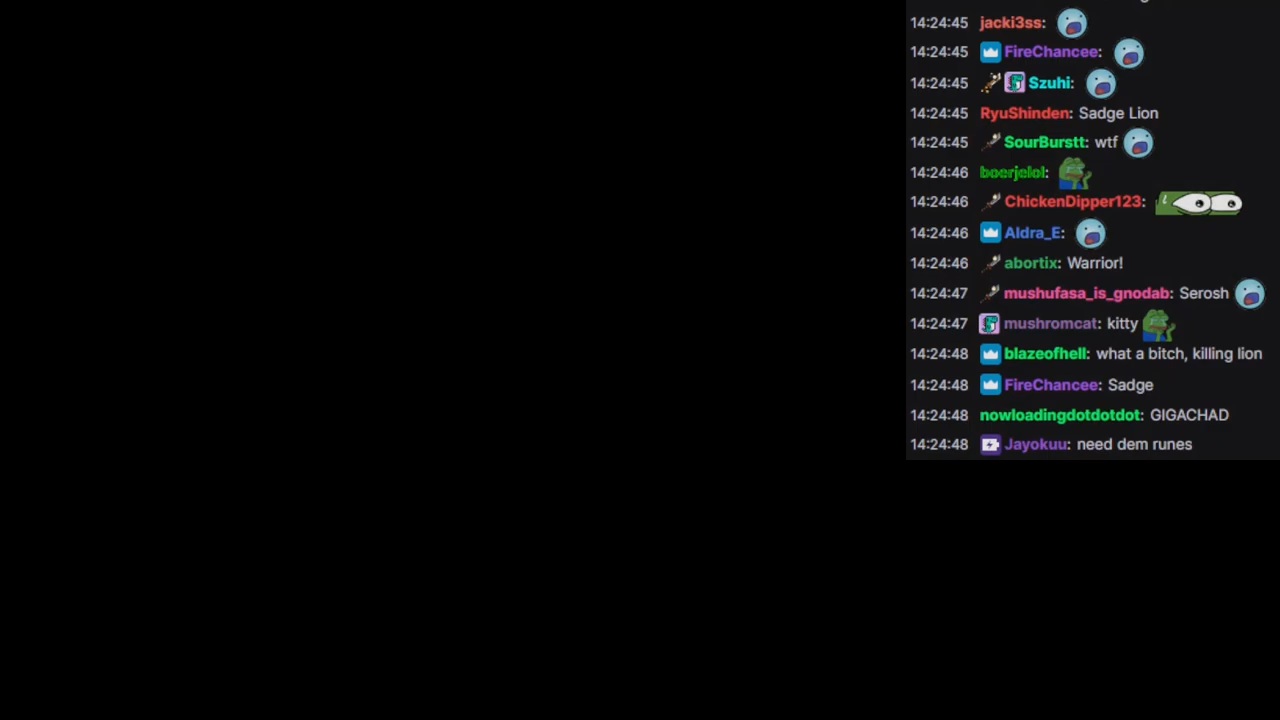 14:24:45 jacki3ss:
14:24:45 FireChancee:
14:24:45 Szuhi:
14:24:45 RyuShinden: Sadge Lion
14:24:45 SourBurstt: wtf
14:24:46 boerjelol:
14:24:46 ChickenDipper123:
14:24:46 Aldra_E:
14:24:46 abortix: Warrior!
14:24:47 mushufasa_is_gnodab: Serosh
14:24:47 mushromcat: kitty
14:24:48 blazeofhell: what a bitch, killing lion
14:24:48 FireChancee: Sadge
14:24:48 nowloadingdotdotdot: GIGACHAD
14:24:48 Jayokuu: need dem runes